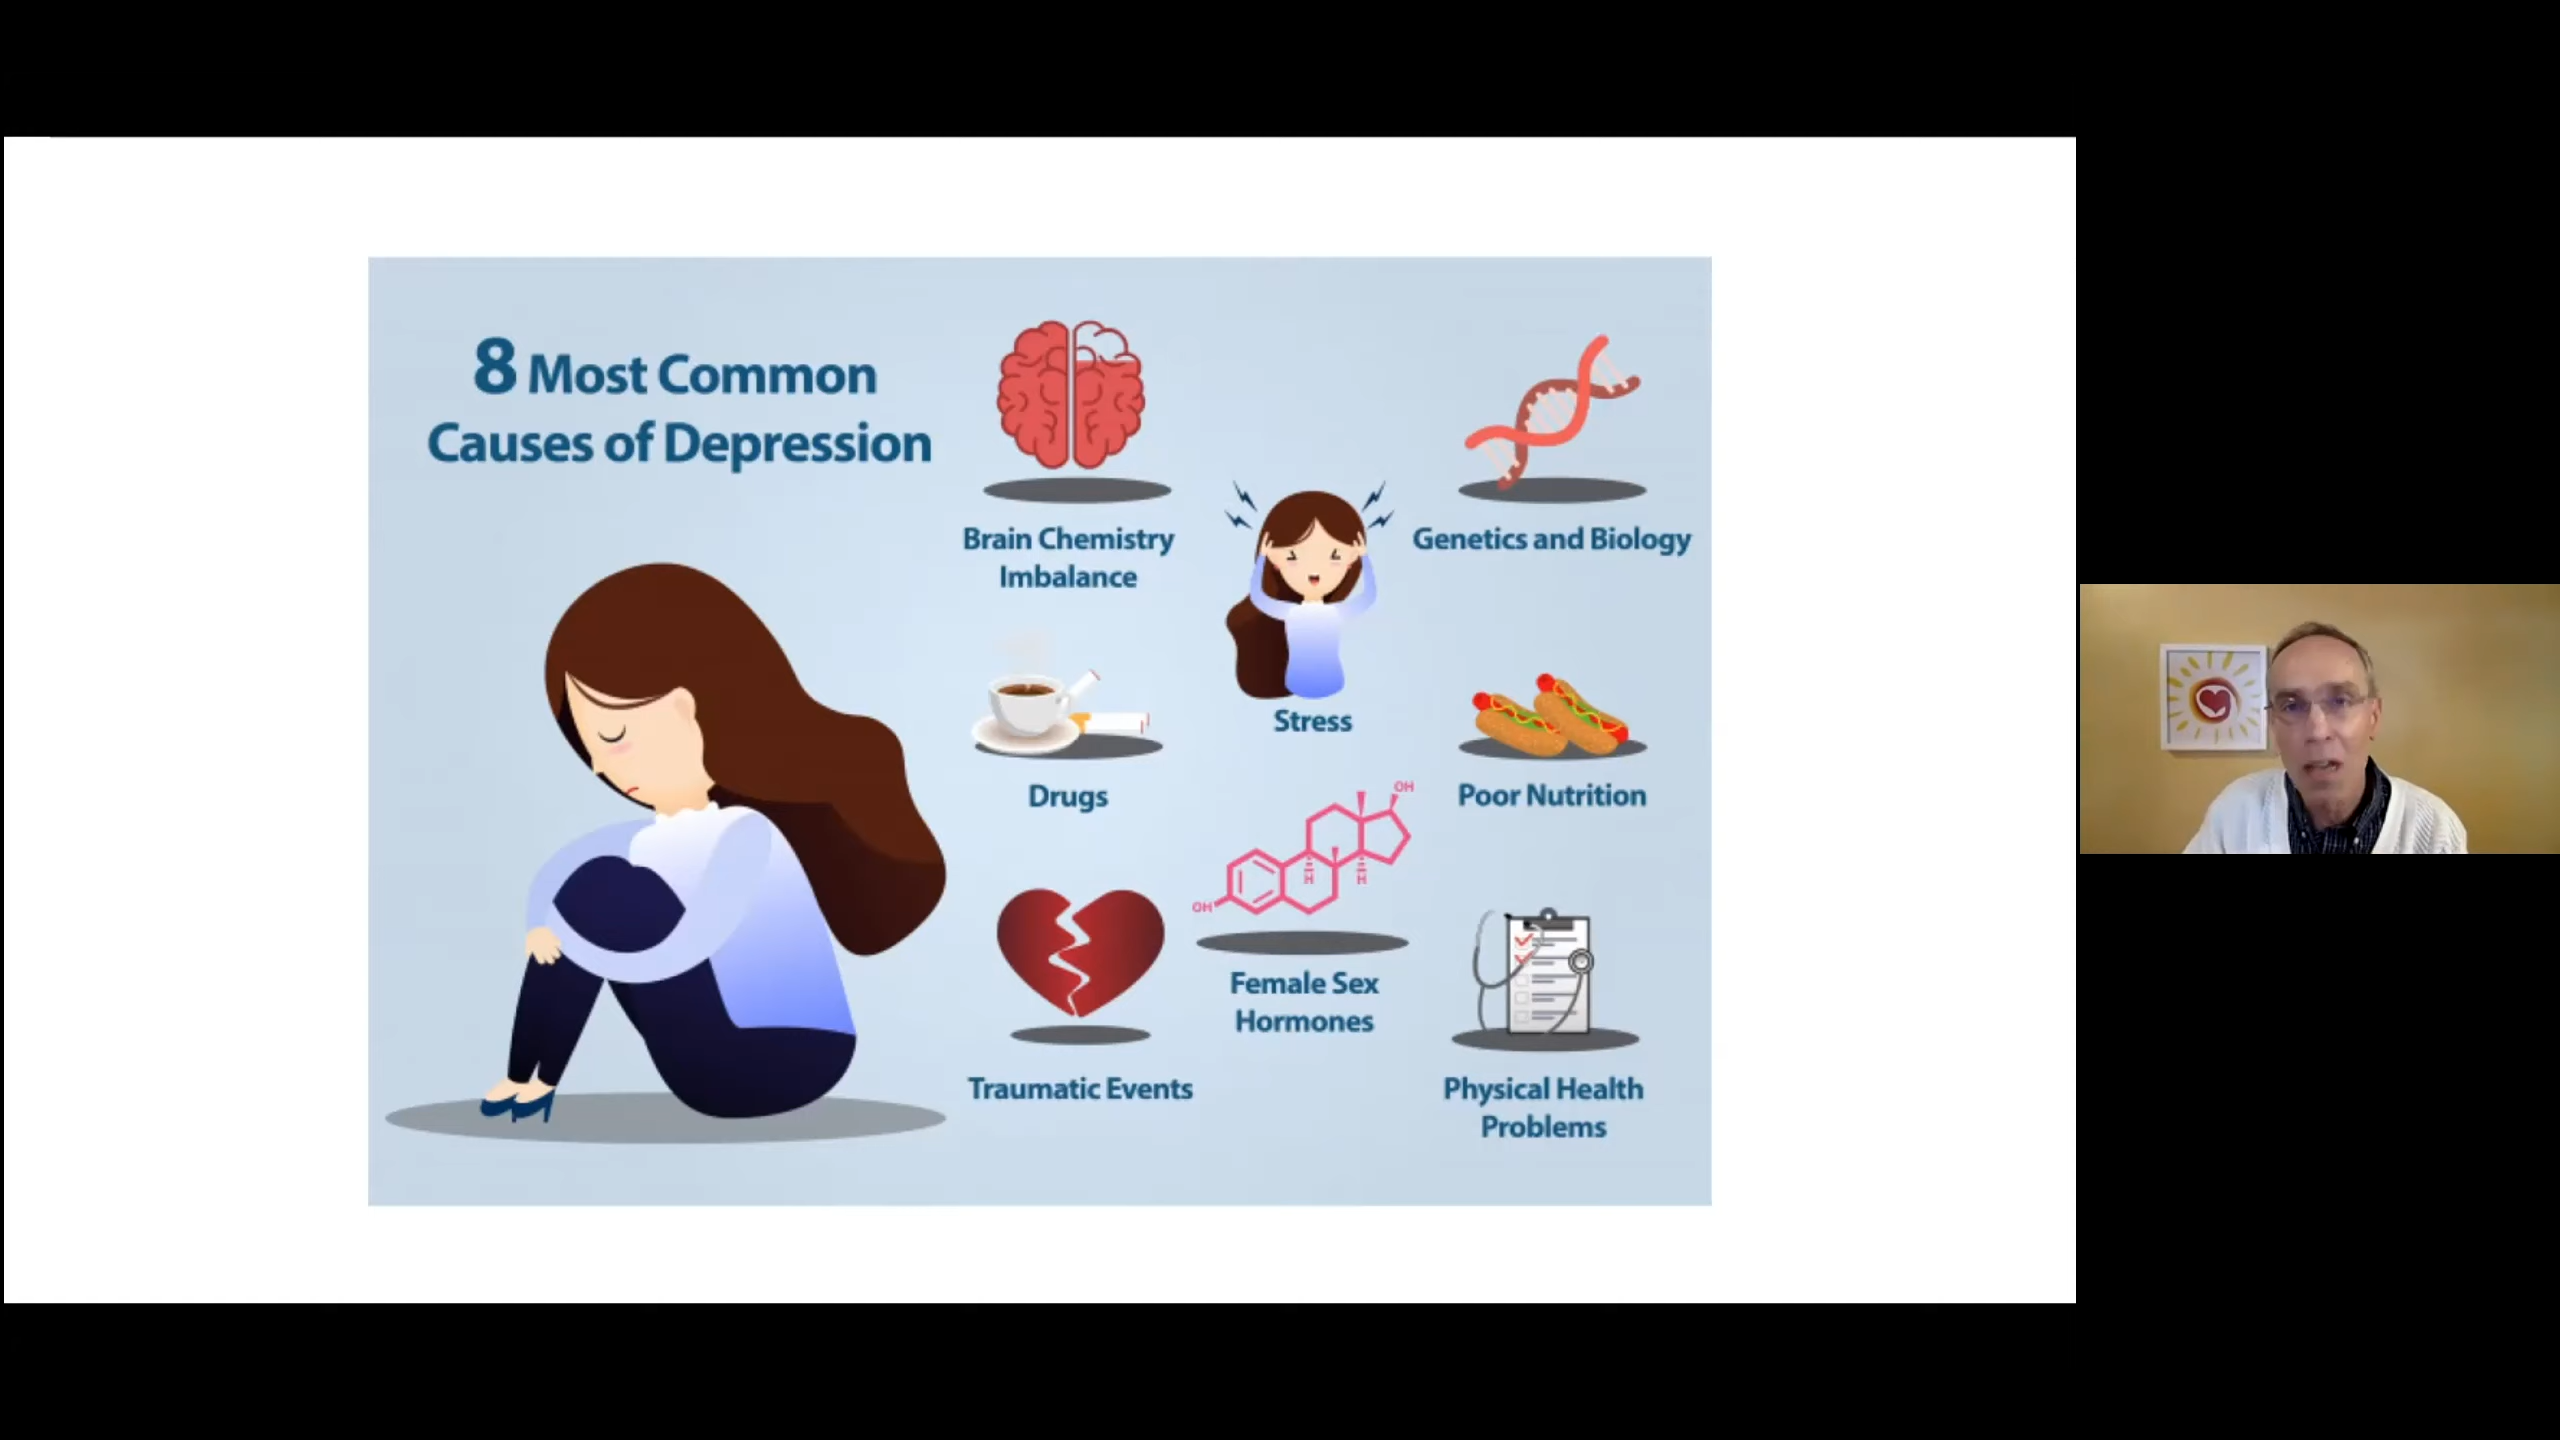 8 Most Common
Causes of Depression
Brain Chemistry
Imbalance
Genetics and Biology
Stress
Drugs
Poor Nutrition
OH
H
H
OH
Female Sex
Hormones
Traumatic Events
Physical Health
Problems